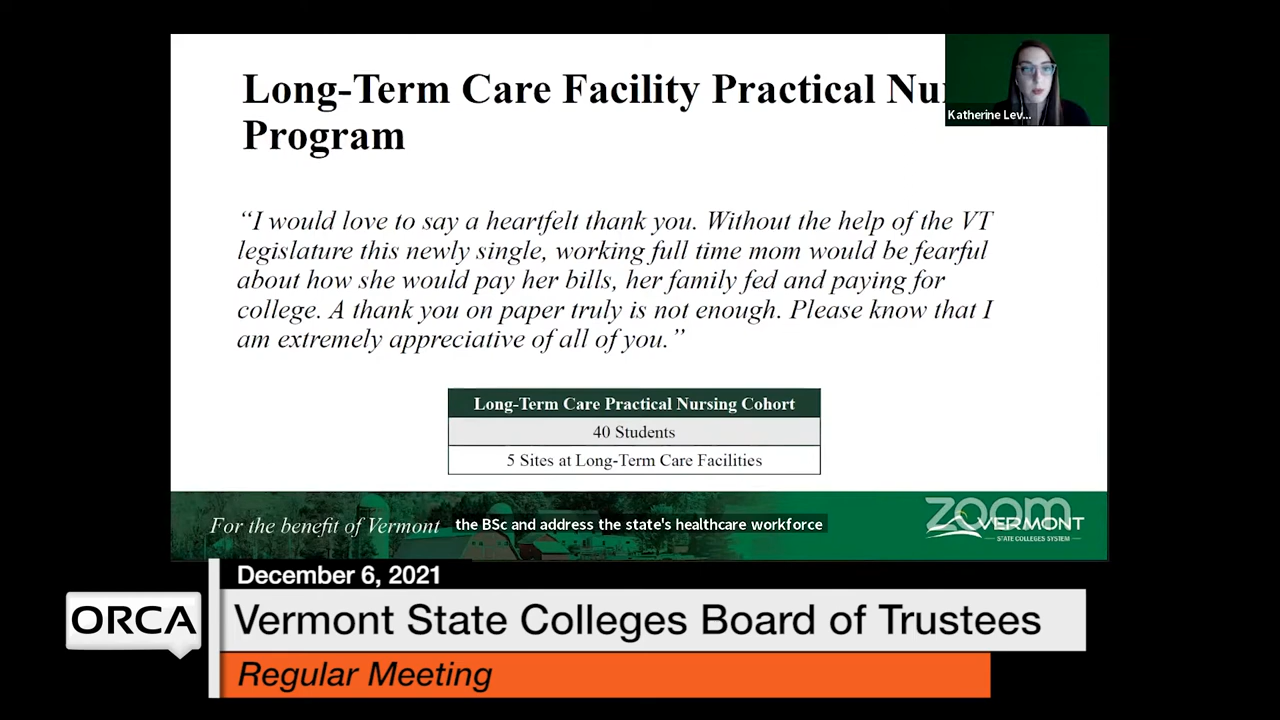 Long-Term Care Facility Practical
Program
Katherine Lev...
“I would love to say a heartfelt thank you. Without the help of the VT
legislature this newly single, working full time mom would be fearful
about how she would pay her bills, her family fed and paying for
college. A thank you on paper truly is not enough. Please know that I
am extremely appreciative of all of you.”
Long-Term Care Practical Nursing Cohort
40 Students
5 Sites at Long-Term Care Facilities
For the benefit of Vermont
the BSc and address the state's healthcare workforce
zoom
VERMONT
STATE COLLEGES SYSTEM
December 6, 2021
ORCA
Vermont State Colleges Board of Trustees
Regular Meeting